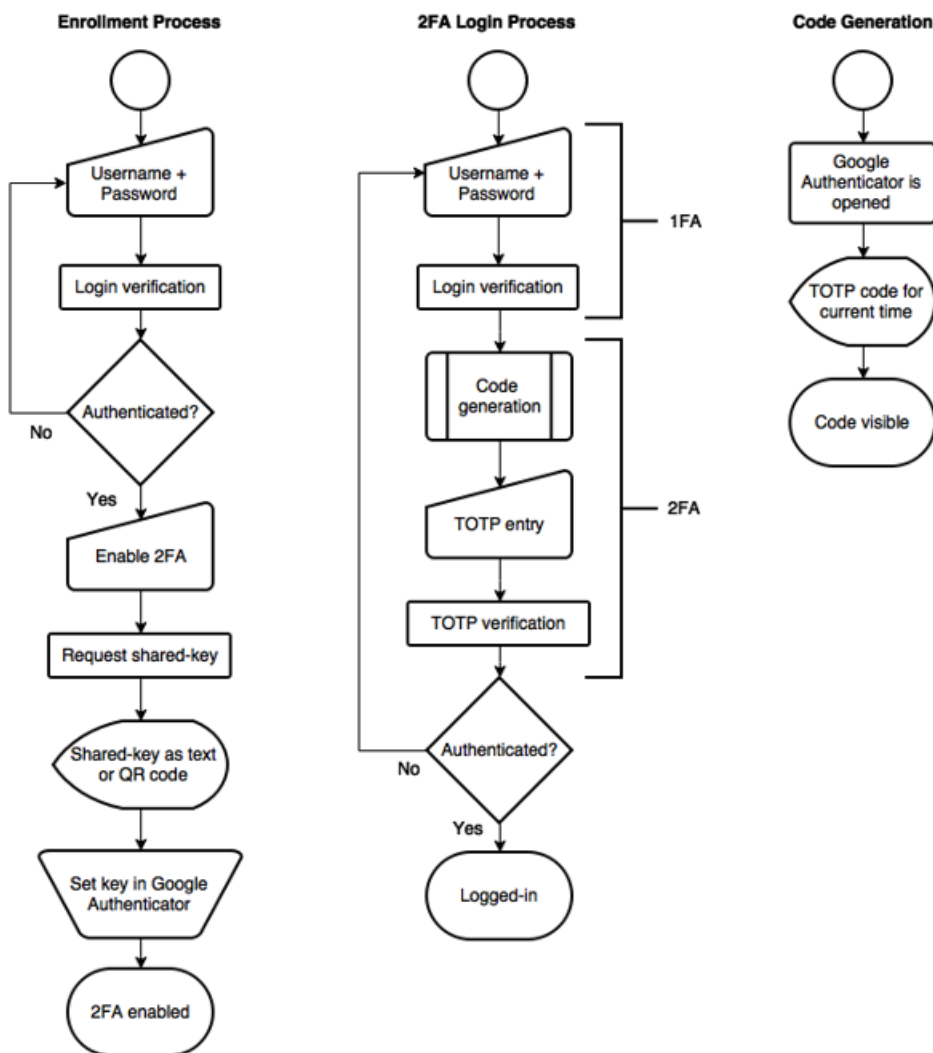 Enrollment Process
Username +
Password
Login verification
Authenticated?
No
Yes
Enable 2FA
Request shared-key
Shared-key as text
or QR code
Set key in Google
Authenticator
2FA enabled
2FA Login Process
Username +
Password
1FA
Login verification
Code
generation
TOTP entry
2FA
TOTP verification
Authenticated?
No
Yes
Logged-in
Code Generation
Google
Authenticator is
opened
TOTP code for
current time
Code visible